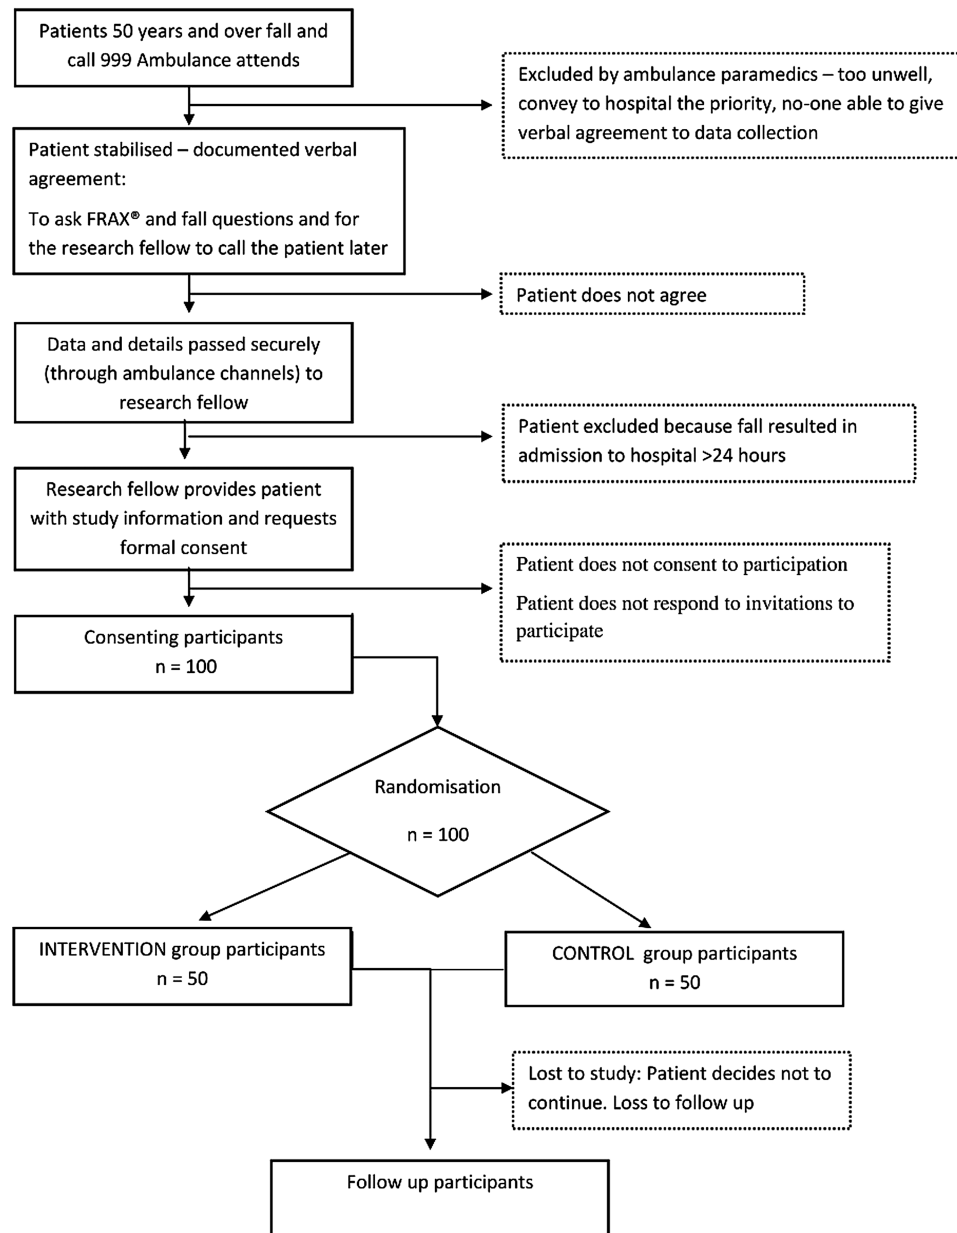 Patients 50 years and over fall and
call 999 Ambulance attends
Excluded by ambulance paramedics – too unwell,
convey to hospital the priority, no-one able to give
verbal agreement to data collection
Patient stabilised – documented verbal
agreement:
To ask FRAX® and fall questions and for
the research fellow to call the patient later
Patient does not agree
Data and details passed securely
(through ambulance channels) to
research fellow
Patient excluded because fall resulted in
admission to hospital >24 hours
Research fellow provides patient
with study information and requests
formal consent
Patient does not consent to participation
Patient does not respond to invitations to
participate
Consenting participants
n = 100
Randomisation
n = 100
INTERVENTION group participants
n = 50
CONTROL group participants
n = 50
Lost to study: Patient decides not to
continue. Loss to follow up
Follow up participants